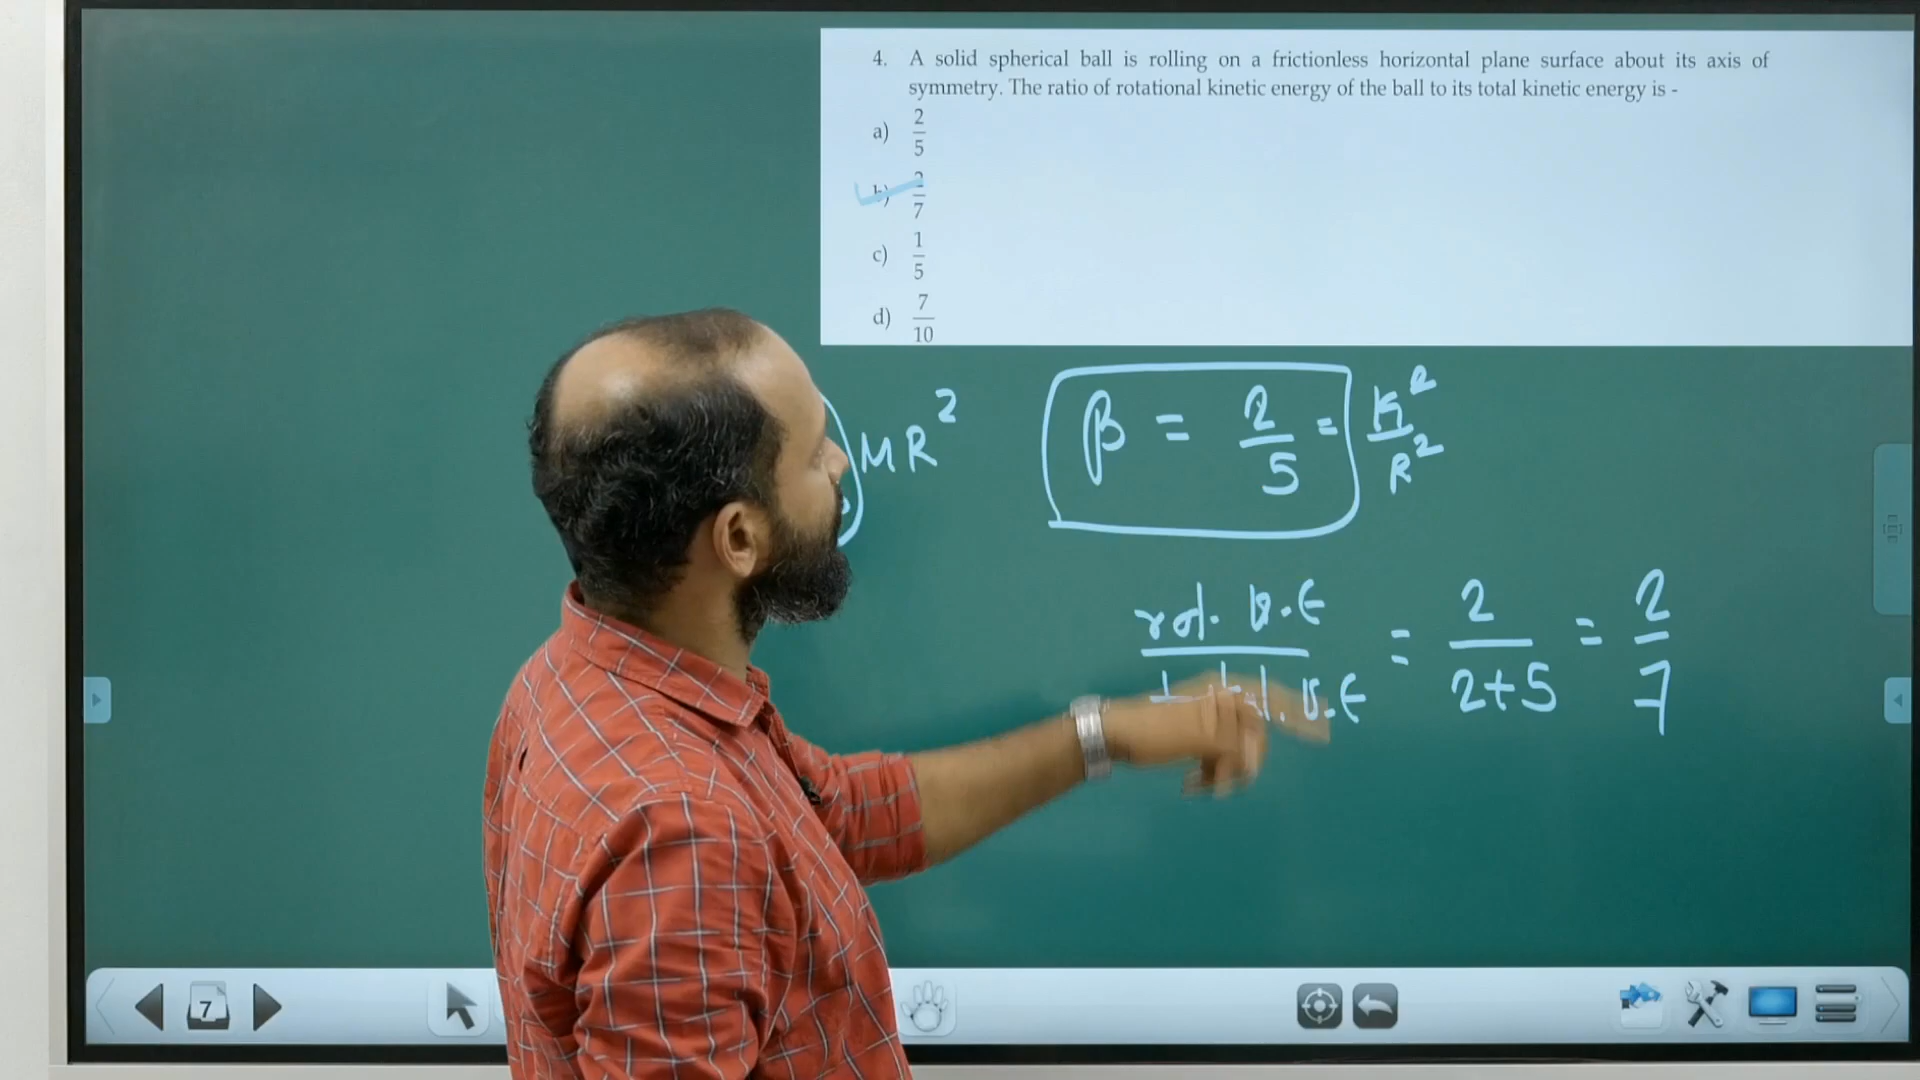 4. A solid spherical ball is rolling on a frictionless horizontal plane surface about its axis of
symmetry. The ratio of rotational kinetic energy of the ball to its total kinetic energy is -
a) 2/5
b) 2/7
c) 1/5
d) 7/10
MR²
β = 2/5 = K²/R²
rot. K.E / total. K.E = 2/2+5 = 2/7
7